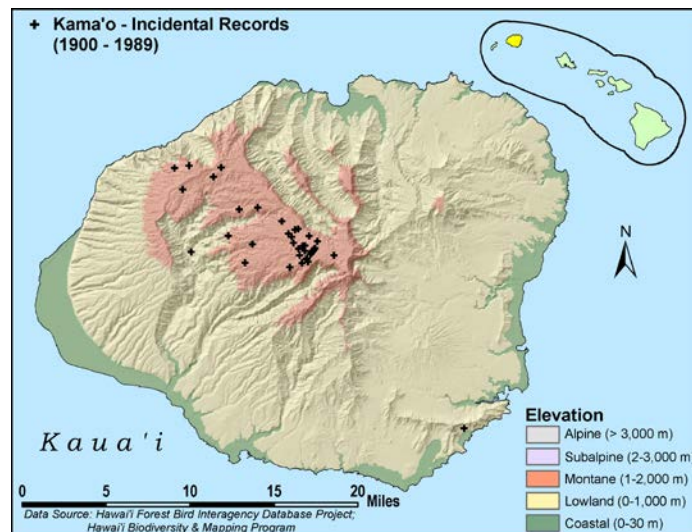 Kama'o - Incidental Records
(1900 - 1989)
N
Kaua'i
Elevation
Alpine (> 3,000 m)
Subalpine (2-3,000 m)
Montane (1-2,000 m)
Lowland (0-1,000 m)
Coastal (0-30 m)
0 5 10 15 20
Miles
Data Source: Hawai'i Forest Bird Interagency Database Project;
Hawai'i Biodiversity & Mapping Program